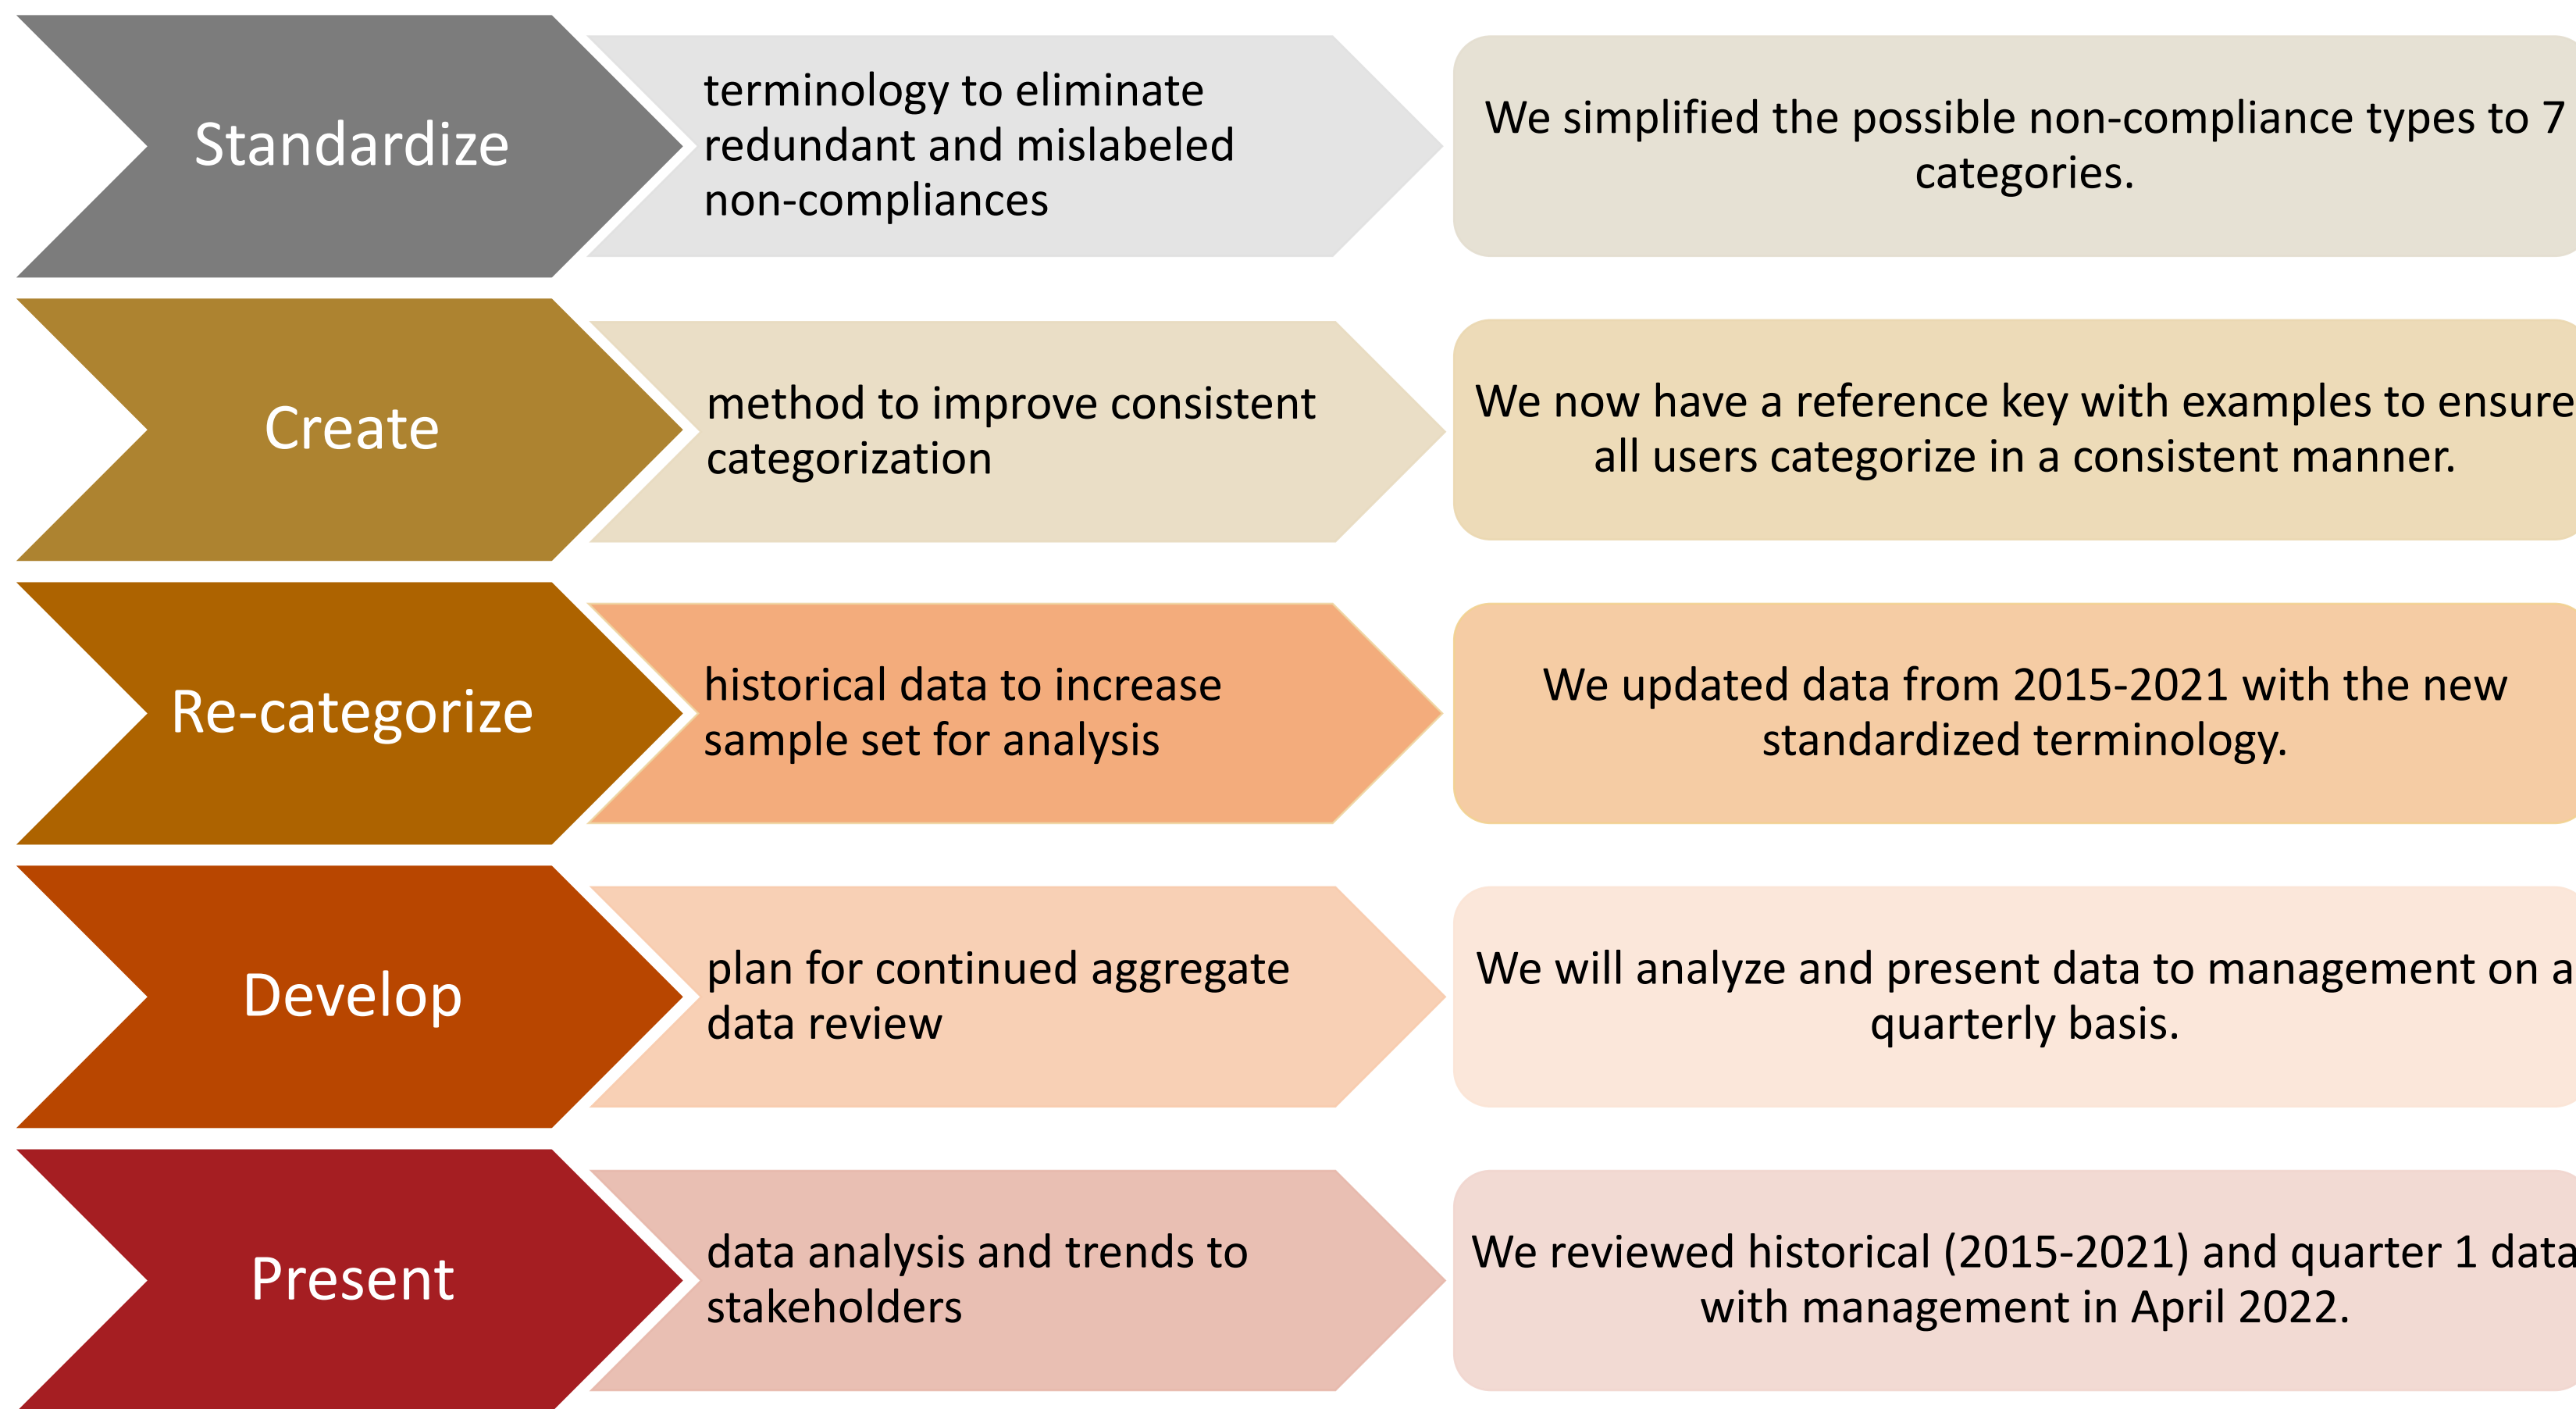 Standardize
terminology to eliminate
redundant and mislabeled
non-compliances
We simplified the possible non-compliance types to 7
categories.
Create
method to improve consistent
categorization
We now have a reference key with examples to ensure
all users categorize in a consistent manner.
Re-categorize
historical data to increase
sample set for analysis
We updated data from 2015-2021 with the new
standardized terminology.
Develop
plan for continued aggregate
data review
We will analyze and present data to management on a
quarterly basis.
Present
data analysis and trends to
stakeholders
We reviewed historical (2015-2021) and quarter 1 data
with management in April 2022.